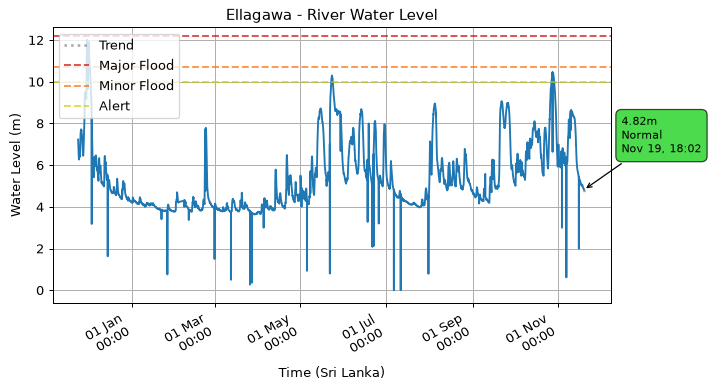 Ellagawa - River Water Level
Water Level (m)
12
10
8
6
4
2
0
Trend
Major Flood
Minor Flood
Alert
4.82m
Normal
Nov 19, 18:02
01 Jan
00:00
01 Mar
00:00
01 May
00:00
01 Jul
00:00
01 Sep
00:00
01 Nov
00:00
Time (Sri Lanka)